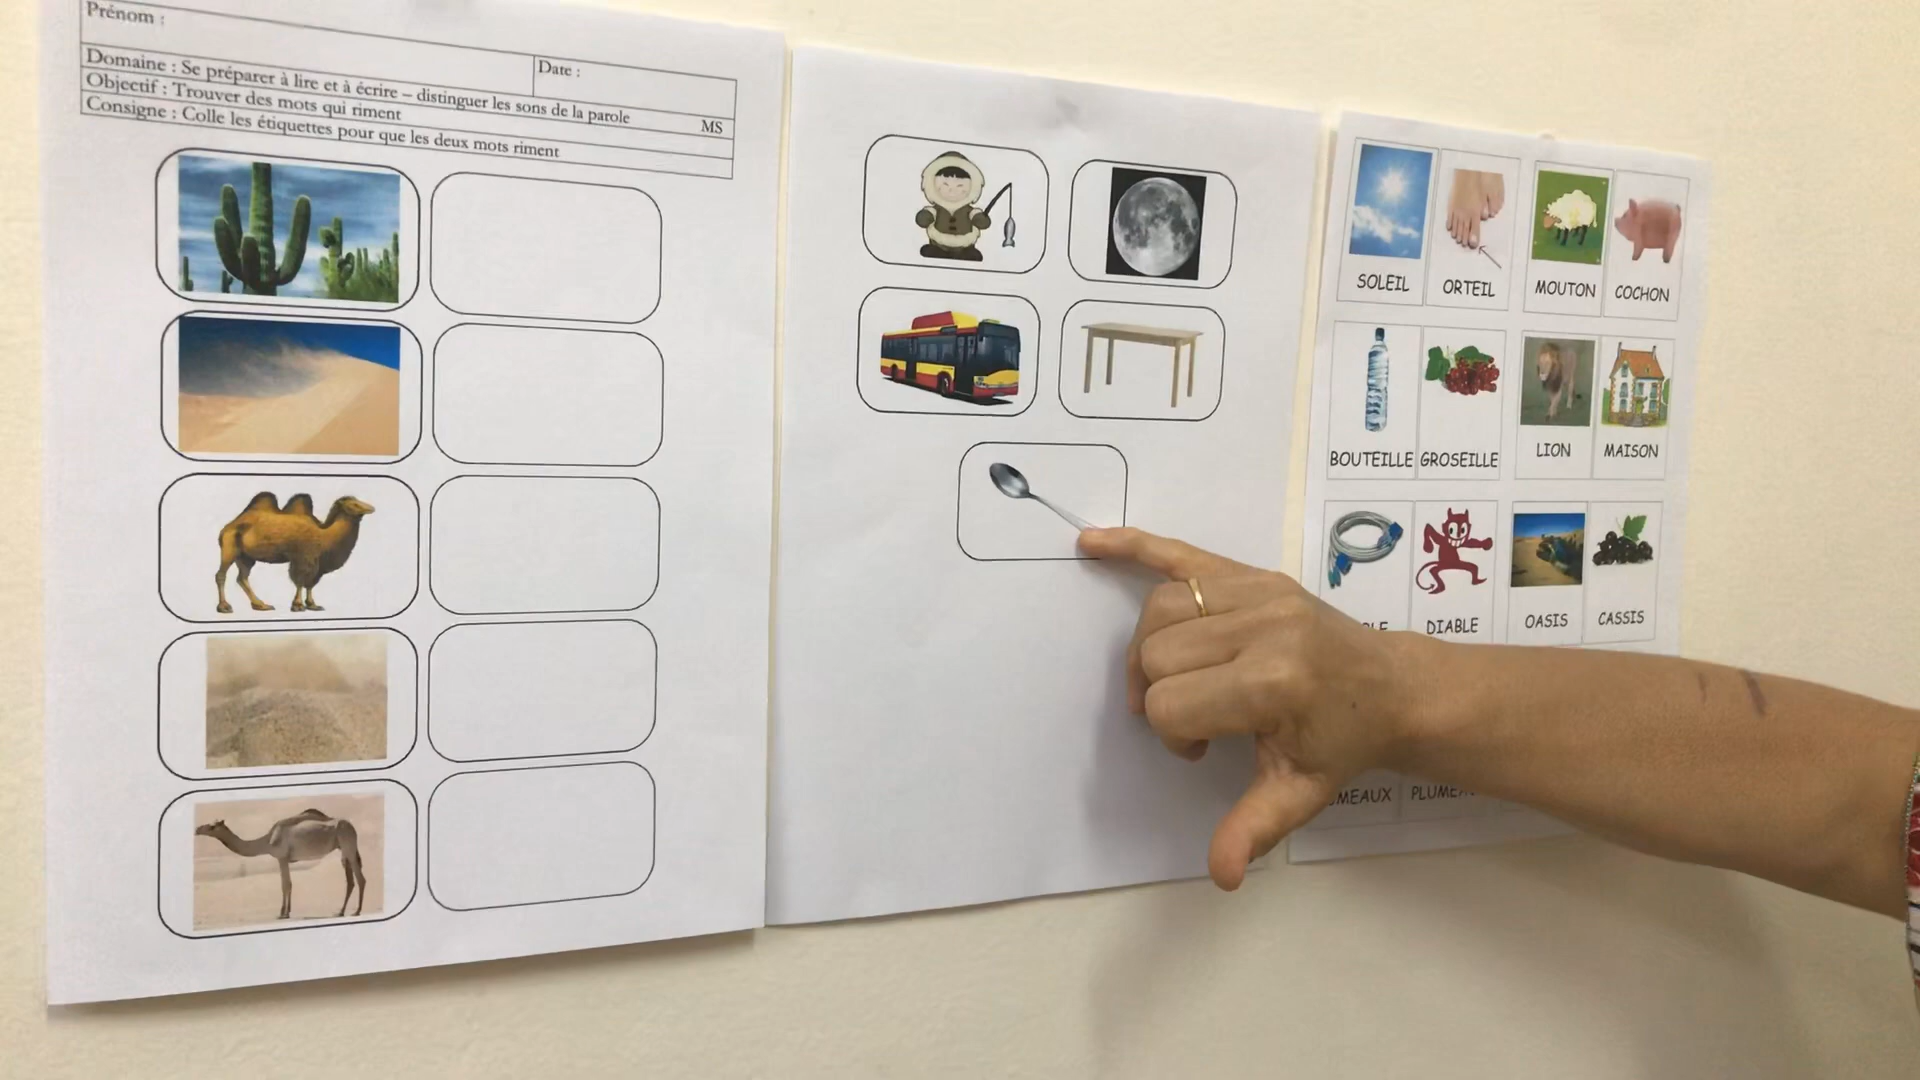 Prénom :
Date :
Domaine : Se préparer à lire et à écrire – distinguer les sons de la parole
MS
Objectif : Trouver des mots qui riment
Consigne : Colle les étiquettes pour que les deux mots riment
SOLEIL ORTEIL MOUTON COCHON
BOUTEILLE GROSEILLE LION MAISON
DIABLE OASIS CASSIS